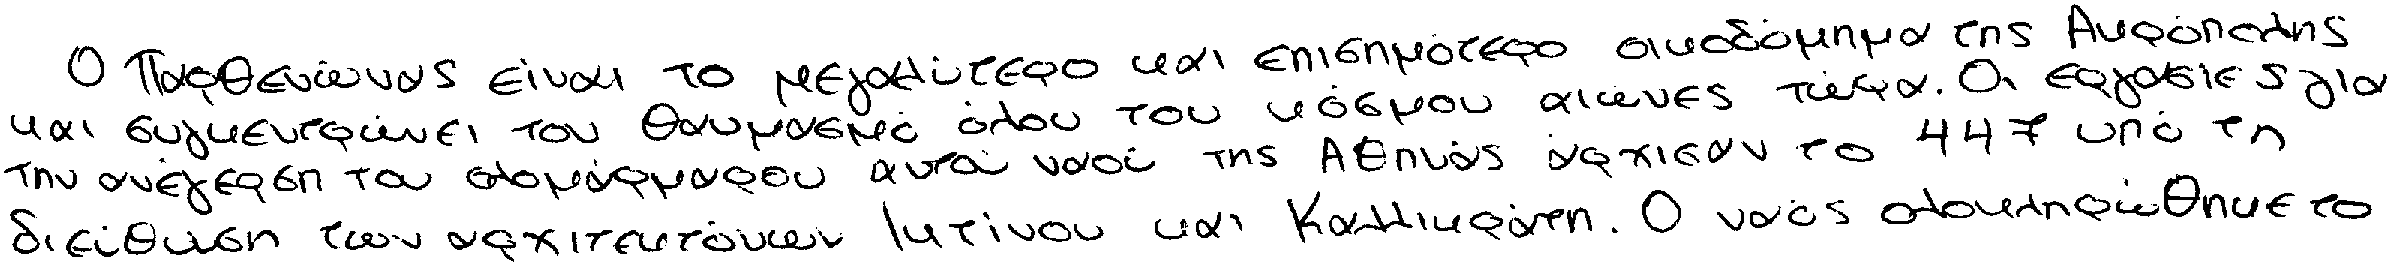 Ο Παρθενώνας είναι το μεγαλύτερο και επισημότερο οικοδόμημα της Ακρόπολης
και συγκεντρώνει τον θαυμασμό όλου του κόσμου αιώνες τώρα. Οι εργασίες για
την ανέγερση του ολομάρμαρου αυτού ναού της Αθηνάς άρχισαν το 447 υπό τη
διεύθυνση των αρχιτεκτόνων Ικτίνου και Καλλικράτη. Ο ναός ολοκληρώθηκε το